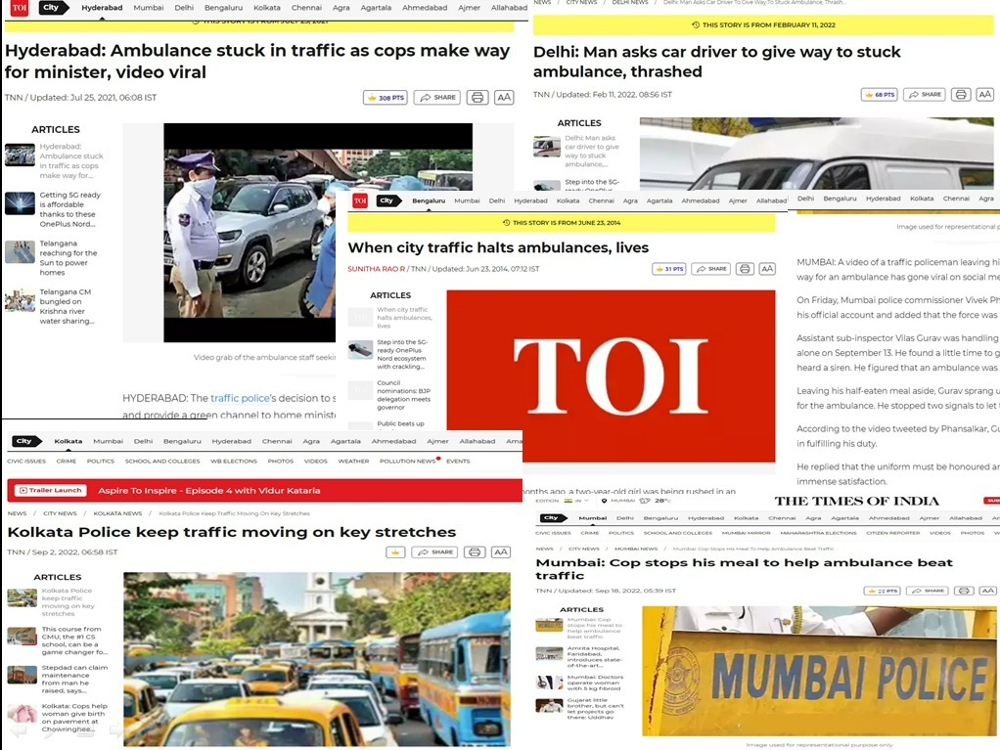 TOI City Hyderabad Mumbai Delhi Bengaluru Kolkata Chennai Agra Agartala Ahmedabad Ajmer Allahabad
THIS STORY IS FROM JULY 25, 2021
Hyderabad: Ambulance stuck in traffic as cops make way
for minister, video viral
TNN / Updated: Jul 25, 2021, 06:08 IST
308 PTS SHARE AA
ARTICLES
Hyderabad:
Ambulance stuck
in traffic as cops
make way for...
Getting 5G ready
is affordable
thanks to these
OnePlus Nord...
Telangana
reaching for the
Sun to power
homes
Telangana CM
bungled on
Krishna river
water sharing...
Video grab of the ambulance staff seeki
HYDERABAD: The traffic police's decision to s
and provide a green channel to home ministe
NEWS / CITY NEWS / DELHI NEWS / Delhi: Man Asks Car Driver To Give Way To Stuck Ambulance, Thrash...
THIS STORY IS FROM FEBRUARY 11, 2022
Delhi: Man asks car driver to give way to stuck
ambulance, thrashed
TNN / Updated: Feb 11, 2022, 08:56 IST
68 PTS SHARE AA
ARTICLES
Delhi: Man asks
car driver to give
way to stuck
ambulance,...
Step into the 5G-
ready OnePlus
TOI City Bengaluru Mumbai Delhi Hyderabad Kolkata Chennai Agra Agartala Ahmedabad Ajmer Allahabad
THIS STORY IS FROM JUNE 23, 2014
When city traffic halts ambulances, lives
SUNITHA RAO R / TNN / Updated: Jun 23, 2014, 07:12 IST
31 PTS SHARE AA
ARTICLES
When city traffic
halts ambulances,
lives
Step into the 5G-
ready OnePlus
Nord ecosystem
with crackling...
Council
nominations: BJP
delegation meets
governor
Public beats up
TOI
months ago, a two-year-old girl was being rushed in an
Delhi Bengaluru Hyderabad Kolkata Chennai Agra
Image used for representational p
MUMBAI: A video of a traffic policeman leaving hi
way for an ambulance has gone viral on social me
On Friday, Mumbai police commissioner Vivek Ph
his official account and added that the force was
Assistant sub-inspector Vilas Gurav was handling
alone on September 13. He found a little time to g
heard a siren. He figured that an ambulance was
Leaving his half-eaten meal aside, Gurav sprang u
for the ambulance. He stopped two signals to let
According to the video tweeted by Phansalkar, Gu
in fulfilling his duty.
He replied that the uniform must be honoured ar
immense satisfaction.
City Kolkata Mumbai Delhi Bengaluru Hyderabad Chennai Agra Agartala Ahmedabad Ajmer Allahabad Ama
CIVIC ISSUES CRIME POLITICS SCHOOL AND COLLEGES WB ELECTIONS PHOTOS VIDEOS WEATHER POLLUTION NEWS EVENTS
Trailer Launch Aspire To Inspire - Episode 4 with Vidur Kataria
NEWS / CITY NEWS / KOLKATA NEWS / Kolkata Police Keep Traffic Moving On Key Stretches
Kolkata Police keep traffic moving on key stretches
TNN / Sep 2, 2022, 06:58 IST
SHARE AA
ARTICLES
Kolkata Police
keep traffic
moving on key
stretches
This course from
CMU, the #1 CS
school, can be a
game changer fo...
Stepdad can claim
maintenance
from man he
raised, says...
Kolkata: Cops help
woman give birth
on pavement at
Chowringhee...
EDITION IN MUMBAI 28°C THE TIMES OF INDIA SUB
City Mumbai Delhi Bengaluru Hyderabad Kolkata Chennai Agra Agartala Ahmedabad Ajmer Allahabad
CIVIC ISSUES CRIME POLITICS SCHOOL AND COLLEGES MUMBAI MIRROR MAHARASHTRA ELECTIONS CITIZEN REPORTER VIDEOS PHOTOS
NEWS / CITY NEWS / MUMBAI NEWS / Mumbai: Cop Stops His Meal To Help Ambulance Beat Traffic
Mumbai: Cop stops his meal to help ambulance beat
traffic
TNN / Updated: Sep 18, 2022, 05:39 IST
PTS SHARE AA
ARTICLES
Mumbai: Cop
stops his meal to
help ambulance
beat traffic
Amrita Hospital,
Faridabad,
introduces state-
of-the-art...
Mumbai: Doctors
operate woman
with 5 kg fibroid
Gujarat little
brother, but can't
let projects go
there: Uddhav
MUMBAI POLICE
Image used for representational purpose only